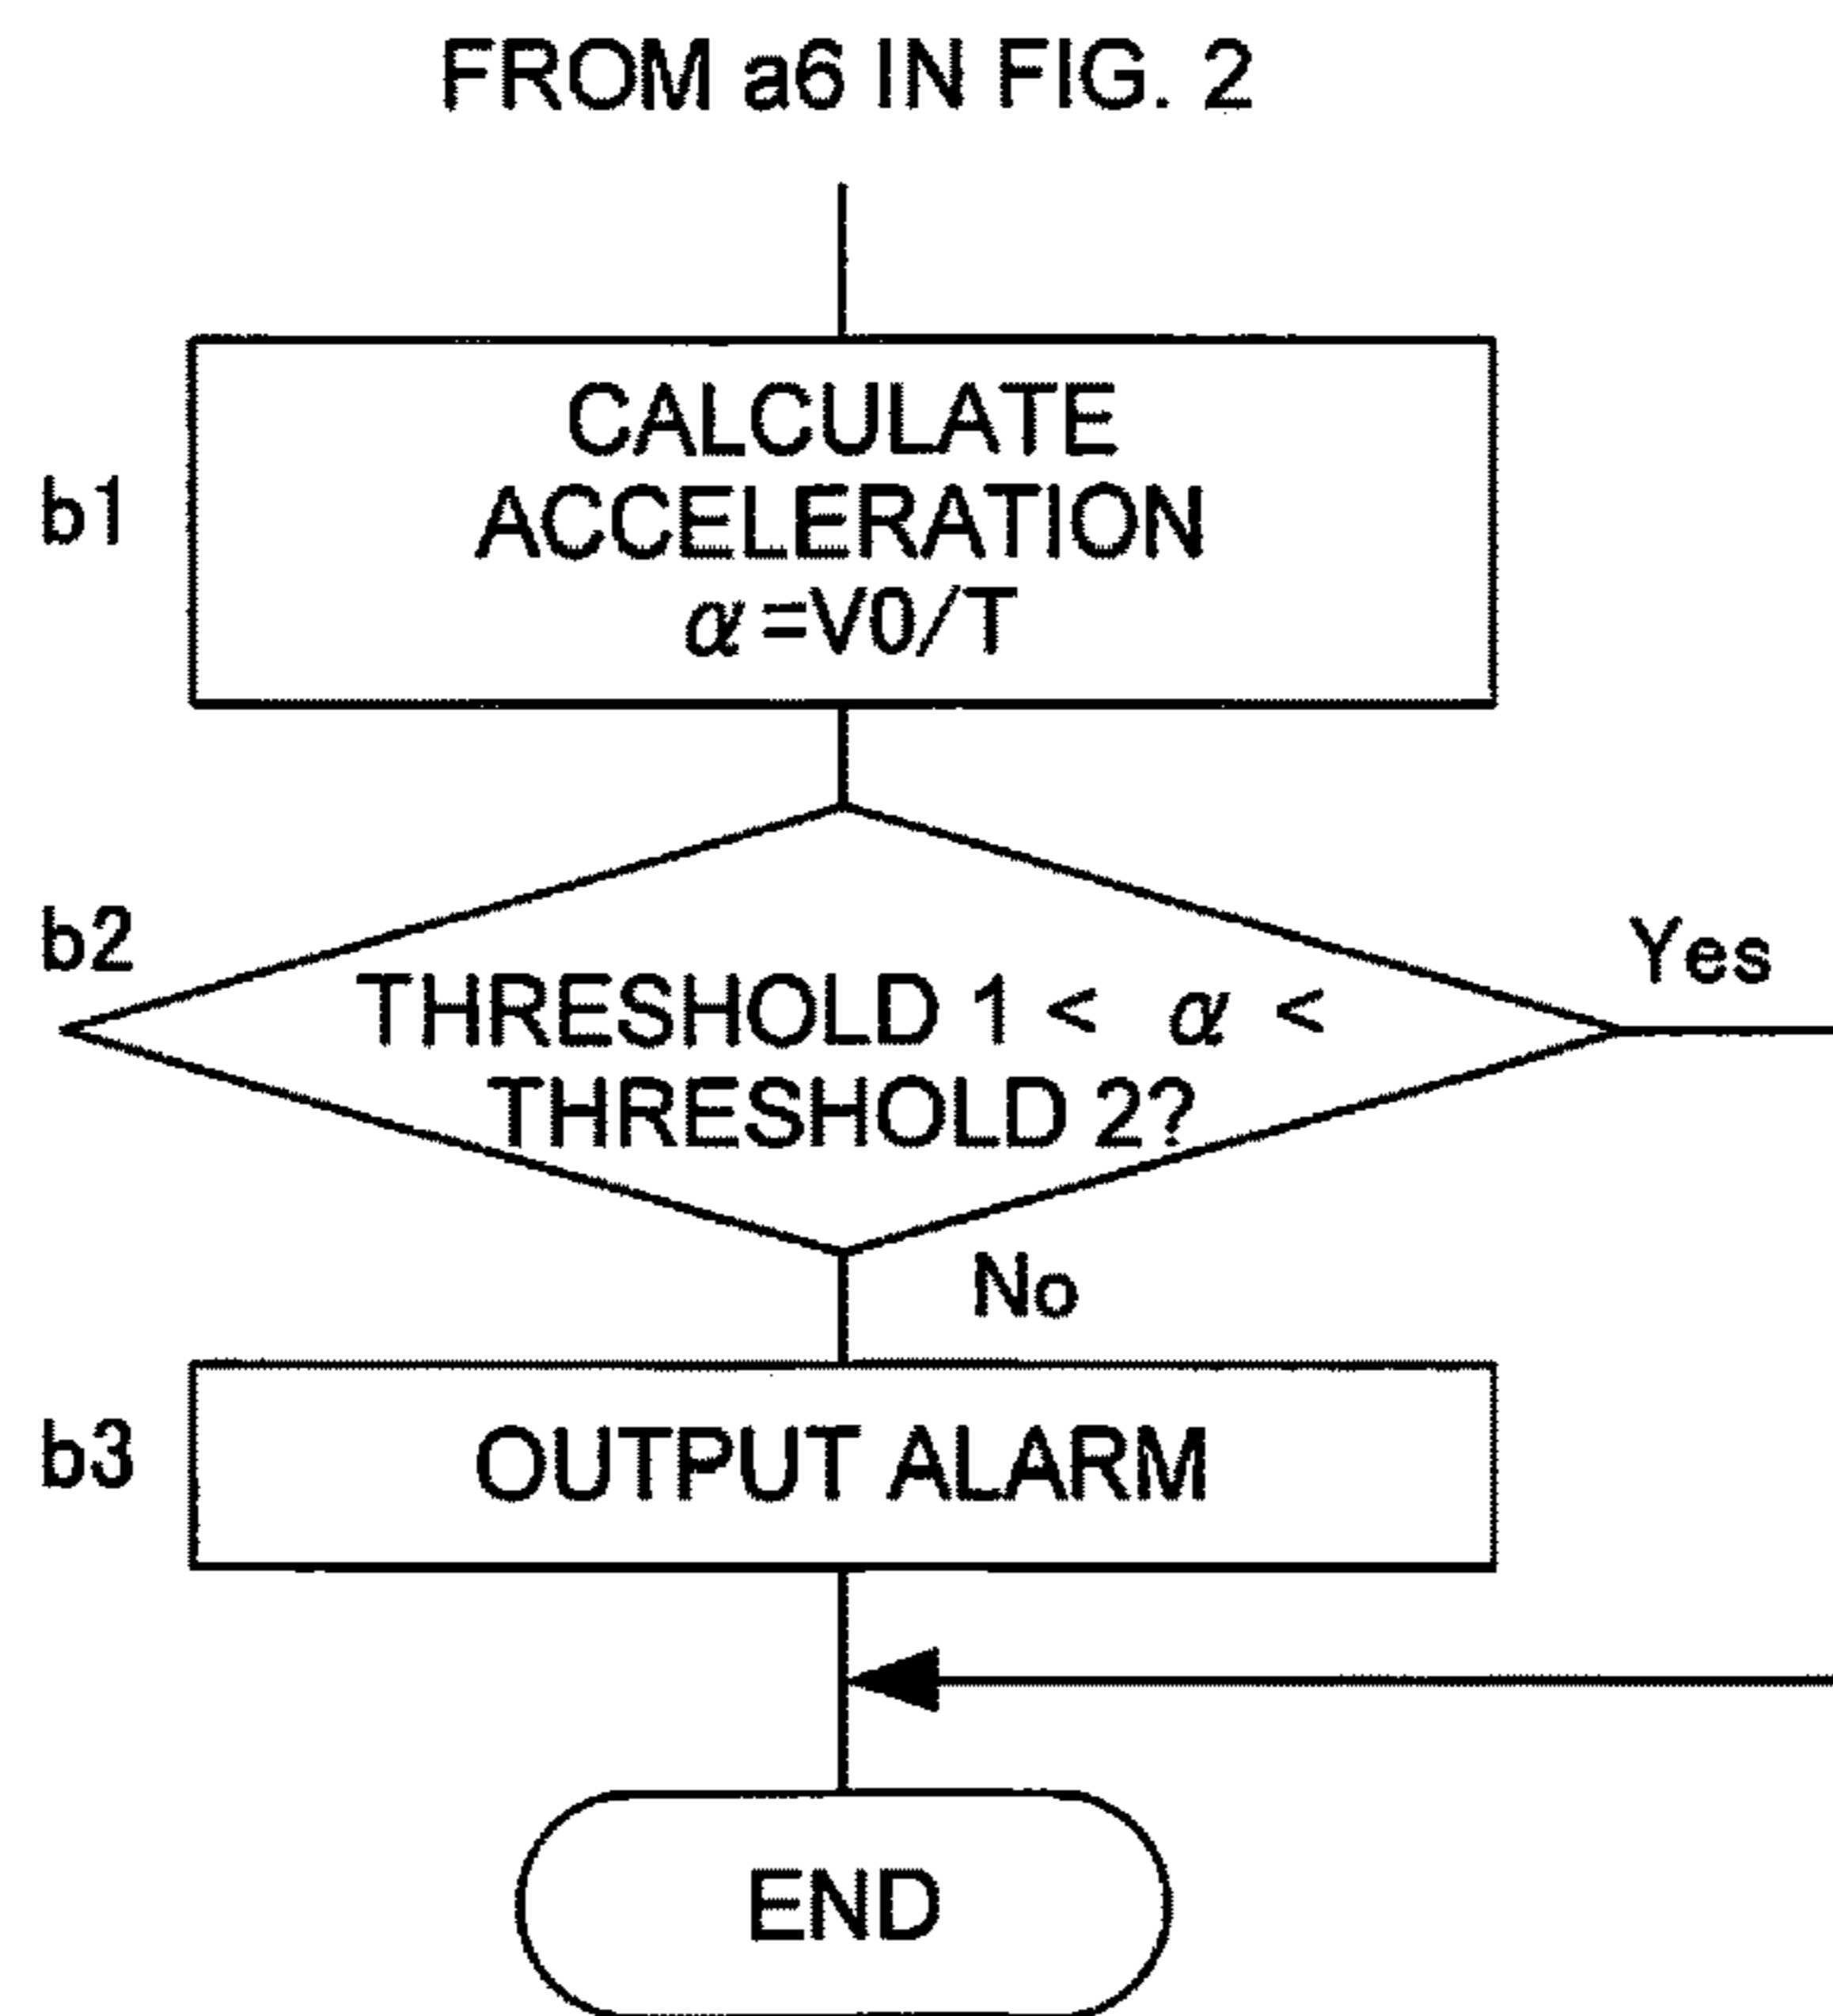 FROM a6 IN FIG. 2
b1
CALCULATE
ACCELERATION
α=V0/T
b2
THRESHOLD 1 < α <
THRESHOLD 2?
Yes
No
b3
OUTPUT ALARM
END